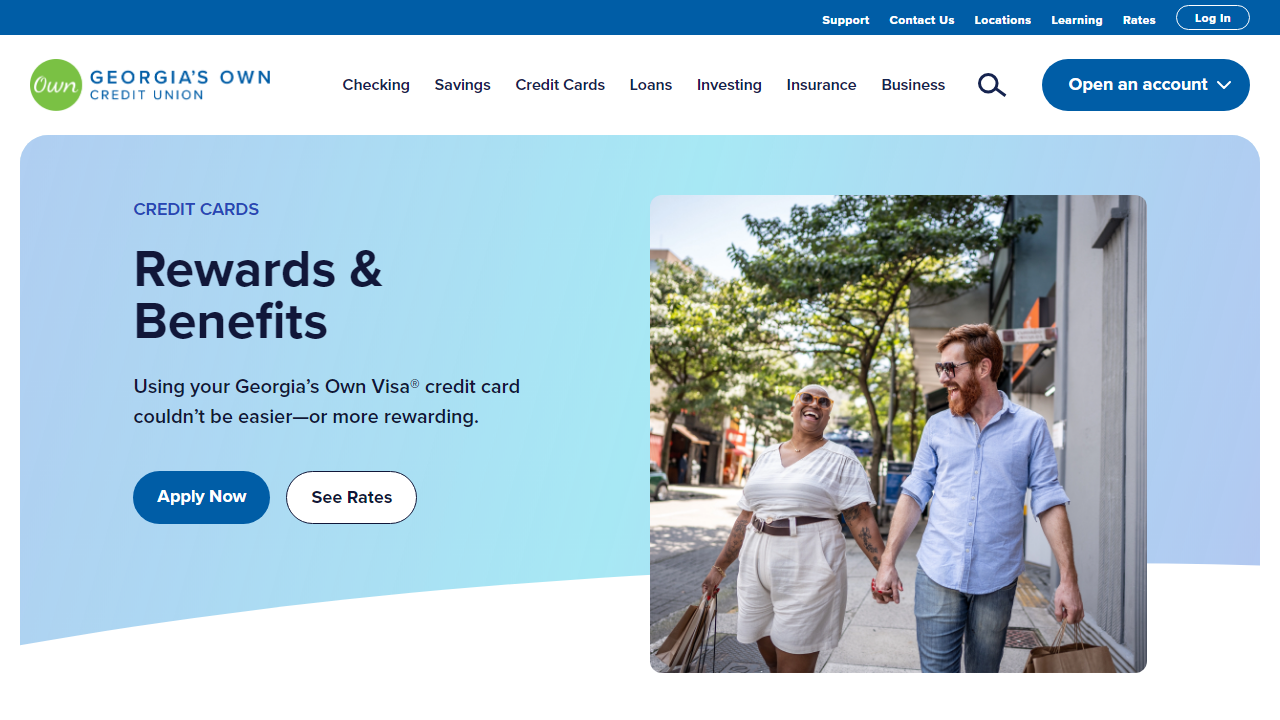 Support Contact Us Locations Learning Rates Log In
Own GEORGIA'S OWN
CREDIT UNION
Checking Savings Credit Cards Loans Investing Insurance Business Open an account
CREDIT CARDS
Rewards &
Benefits
Using your Georgia’s Own Visa® credit card
couldn’t be easier—or more rewarding.
Apply Now See Rates